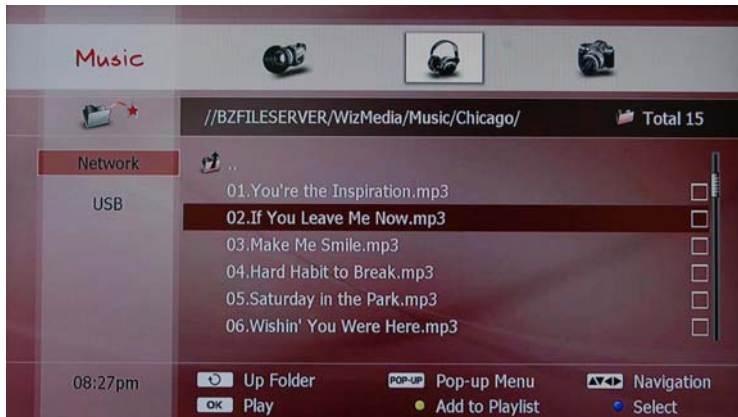 Music
//BZFILESERVER/WizMedia/Music/Chicago/ Total 15
Network ..
01.You're the Inspiration.mp3
USB
02.If You Leave Me Now.mp3
03.Make Me Smile.mp3
04.Hard Habit to Break.mp3
05.Saturday in the Park.mp3
06.Wishin' You Were Here.mp3
08:27pm
Up Folder POP-UP Pop-up Menu Navigation
OK Play Add to Playlist Select